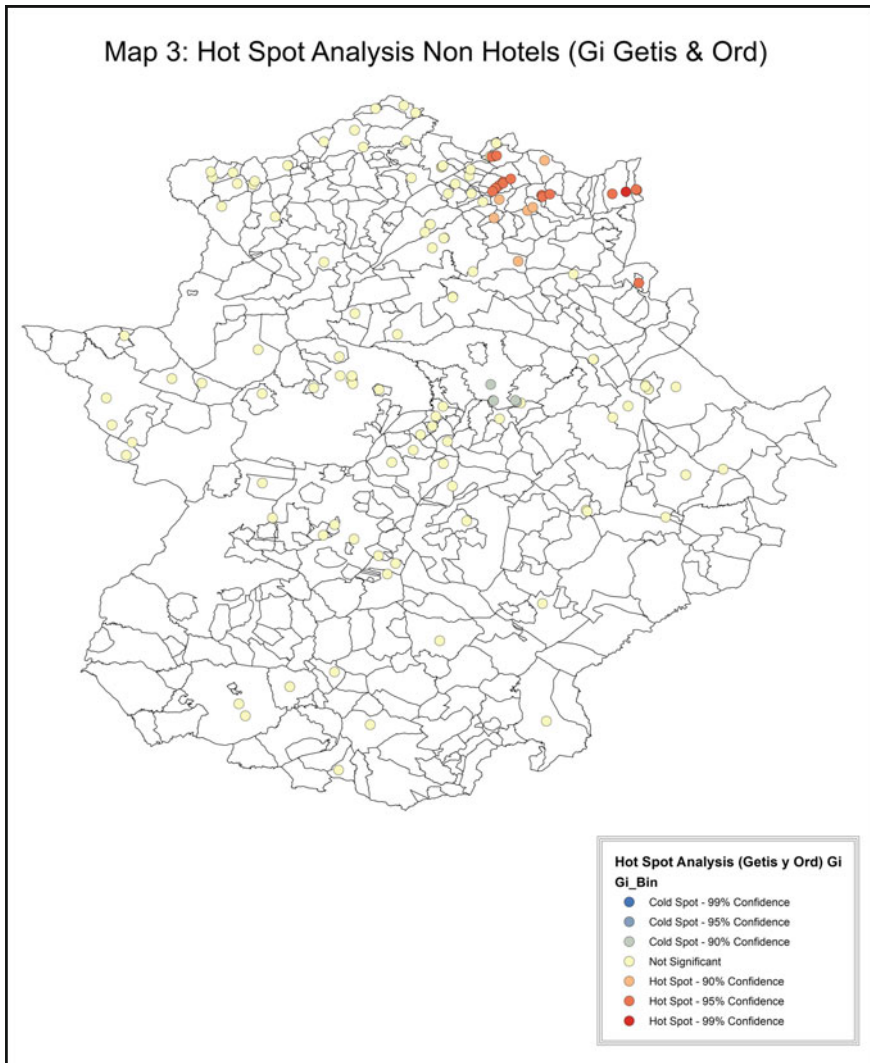 Map 3: Hot Spot Analysis Non Hotels (Gi Getis & Ord)
Hot Spot Analysis (Getis y Ord) Gi
Gi_Bin
Cold Spot - 99% Confidence
Cold Spot - 95% Confidence
Cold Spot - 90% Confidence
Not Significant
Hot Spot - 90% Confidence
Hot Spot - 95% Confidence
Hot Spot - 99% Confidence